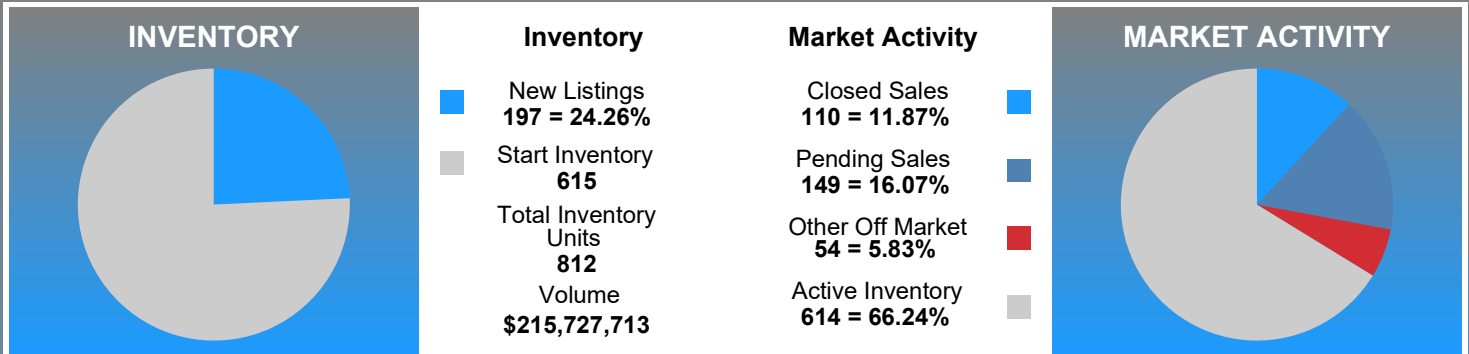 INVENTORY
Inventory
New Listings
197 = 24.26%
Start Inventory
615
Total Inventory
Units
812
Volume
$215,727,713
Market Activity
Closed Sales
110 = 11.87%
Pending Sales
149 = 16.07%
Other Off Market
54 = 5.83%
Active Inventory
614 = 66.24%
MARKET ACTIVITY